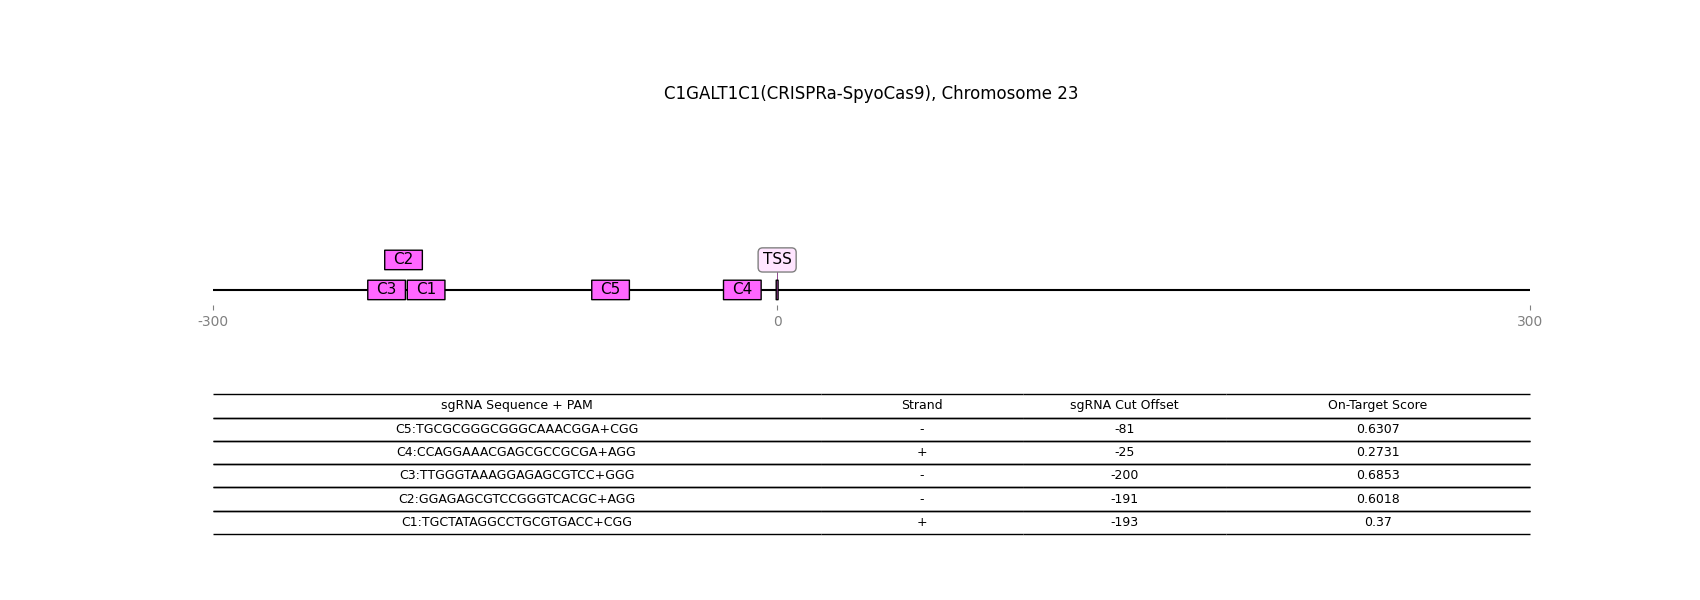 C1GALT1C1(CRISPRa-SpyoCas9), Chromosome 23
C2 TSS
C3 C1 C5 C4
-300 0 300
sgRNA Sequence + PAM Strand sgRNA Cut Offset On-Target Score
C5:TGCGCGGGCGGGCAAACGGA+CGG - -81 0.6307
C4:CCAGGAAACGAGCGCCGCGA+AGG + -25 0.2731
C3:TTGGGTAAAGGAGAGCGTCC+GGG - -200 0.6853
C2:GGAGAGCGTCCGGGTCACGC+AGG - -191 0.6018
C1:TGCTATAGGCCTGCGTGACC+CGG + -193 0.37